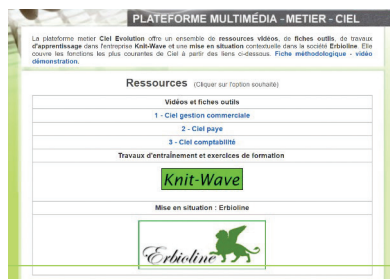 PLATEFORME MULTIMÉDIA - METIER - CIEL
La plateforme metier Ciel Evolution offre un ensemble de ressources vidéos, de fiches outils, de travaux
d'apprentissage dans l'entreprise Knit-Wave et une mise en situation contextuelle dans la société Erbioline. Elle
couvre les fonctions les plus courantes de Ciel à partir des liens ci-dessous. Fiche méthodologique - vidéo
démonstration.
Ressources (Cliquer sur l'option souhaité)
Vidéos et fiches outils
1 - Ciel gestion commerciale
2 - Ciel paye
3 - Ciel comptabilité
Travaux d'entraînement et exercices de formation
Knit-Wave
Mise en situation : Erbioline
Erbioline